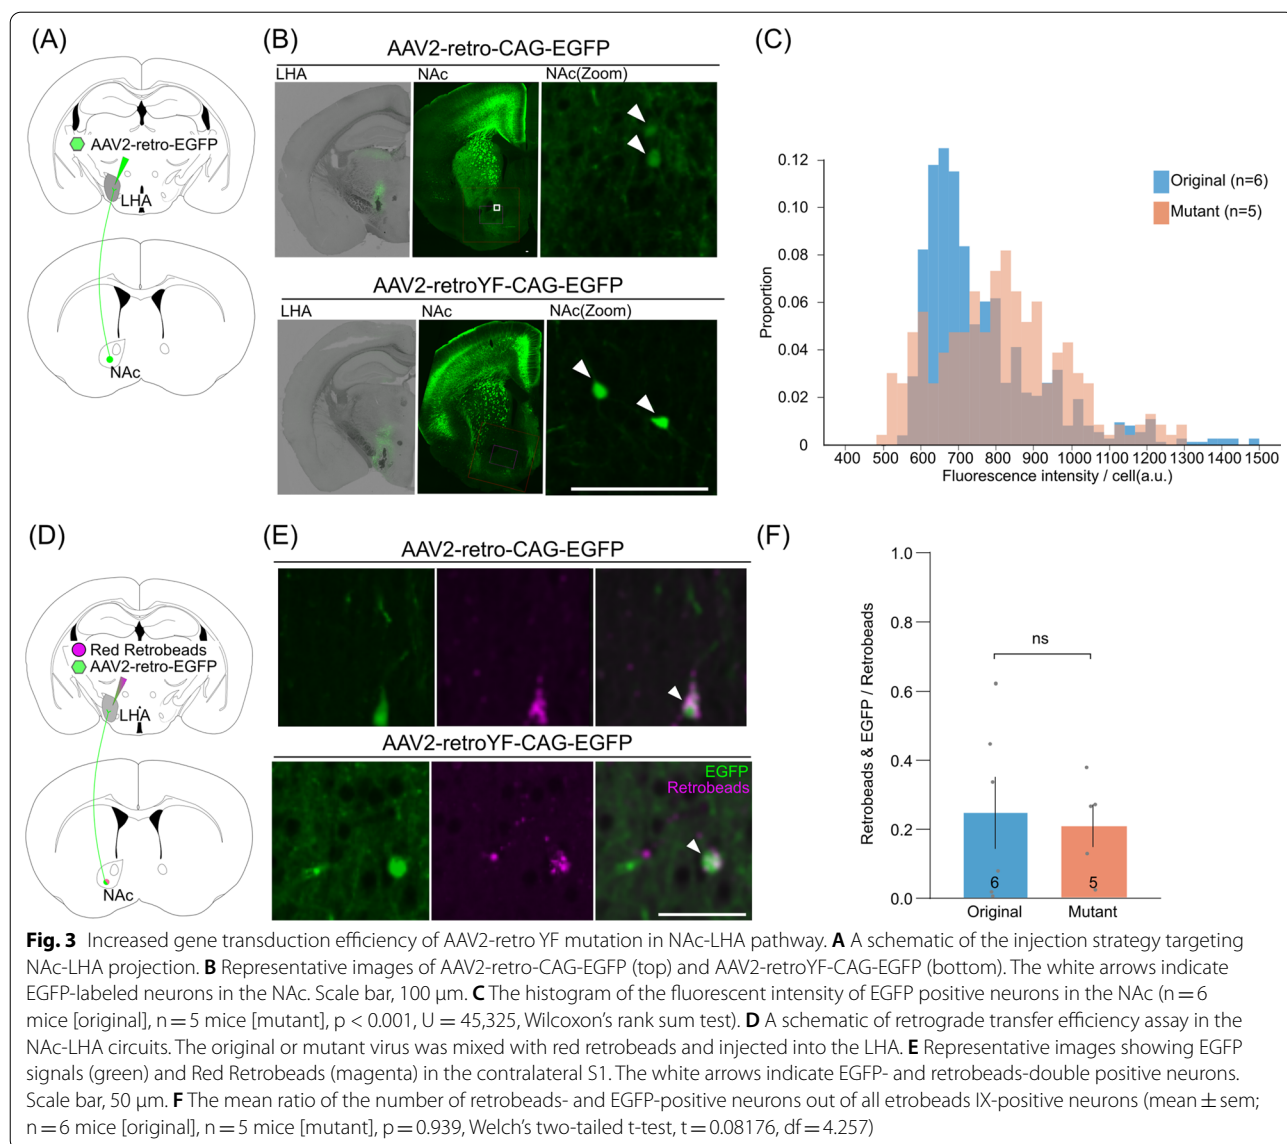 (A)
AAV2-retro-EGFP
LHA
NAc
(B)
AAV2-retro-CAG-EGFP
LHA NAc NAc(Zoom)
AAV2-retroYF-CAG-EGFP
LHA NAc NAc(Zoom)
(C)
Original (n=6)
Mutant (n=5)
Proportion
0.12
0.10
0.08
0.06
0.04
0.02
0
400 500 600 700 800 900 1000 1100 1200 1300 1400 1500
Fluorescence intensity / cell(a.u.)
(D)
Red Retrobeads
AAV2-retro-EGFP
LHA
NAc
(E)
AAV2-retro-CAG-EGFP
AAV2-retroYF-CAG-EGFP
EGFP
Retrobeads
(F)
Retrobeads & EGFP / Retrobeads
1.0
0.8
0.6
0.4
0.2
0.0
ns
6 5
Original Mutant
Fig. 3 Increased gene transduction efficiency of AAV2-retro YF mutation in NAc-LHA pathway. A A schematic of the injection strategy targeting
NAc-LHA projection. B Representative images of AAV2-retro-CAG-EGFP (top) and AAV2-retroYF-CAG-EGFP (bottom). The white arrows indicate
EGFP-labeled neurons in the NAc. Scale bar, 100 μm. C The histogram of the fluorescent intensity of EGFP positive neurons in the NAc (n = 6
mice [original], n = 5 mice [mutant], p < 0.001, U = 45,325, Wilcoxon's rank sum test). D A schematic of retrograde transfer efficiency assay in the
NAc-LHA circuits. The original or mutant virus was mixed with red retrobeads and injected into the LHA. E Representative images showing EGFP
signals (green) and Red Retrobeads (magenta) in the contralateral S1. The white arrows indicate EGFP- and retrobeads-double positive neurons.
Scale bar, 50 μm. F The mean ratio of the number of retrobeads- and EGFP-positive neurons out of all etrobeads IX-positive neurons (mean ± sem;
n = 6 mice [original], n = 5 mice [mutant], p = 0.939, Welch's two-tailed t-test, t = 0.08176, df = 4.257)